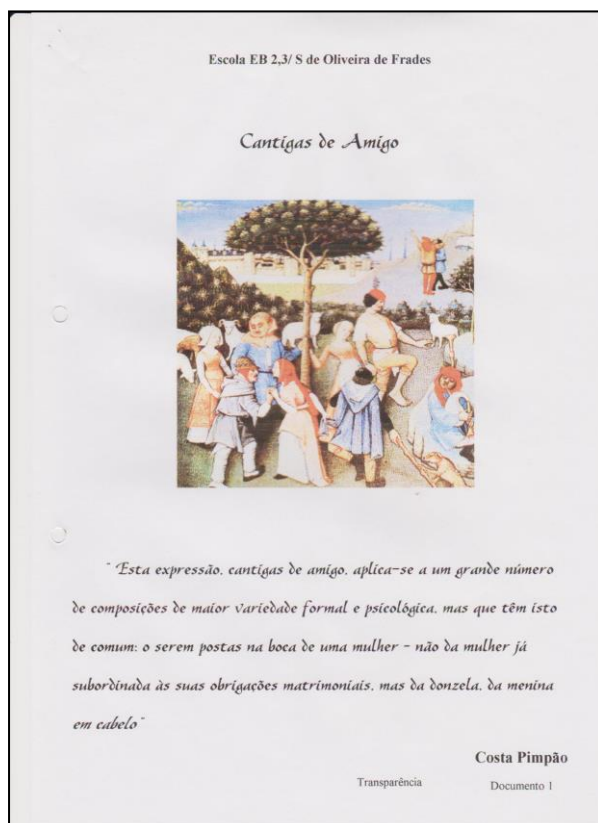 Escola EB 2,3/ S de Oliveira de Frades
Cantigas de Amigo
" Esta expressão, cantigas de amigo, aplica-se a um grande número
de composições de maior variedade formal e psicológica, mas que têm isto
de comum: o serem postas na boca de uma mulher - não da mulher já
subordinada às suas obrigações matrimoniais, mas da donzela, da menina
em cabelo"
Costa Pimpão
Transparência Documento 1